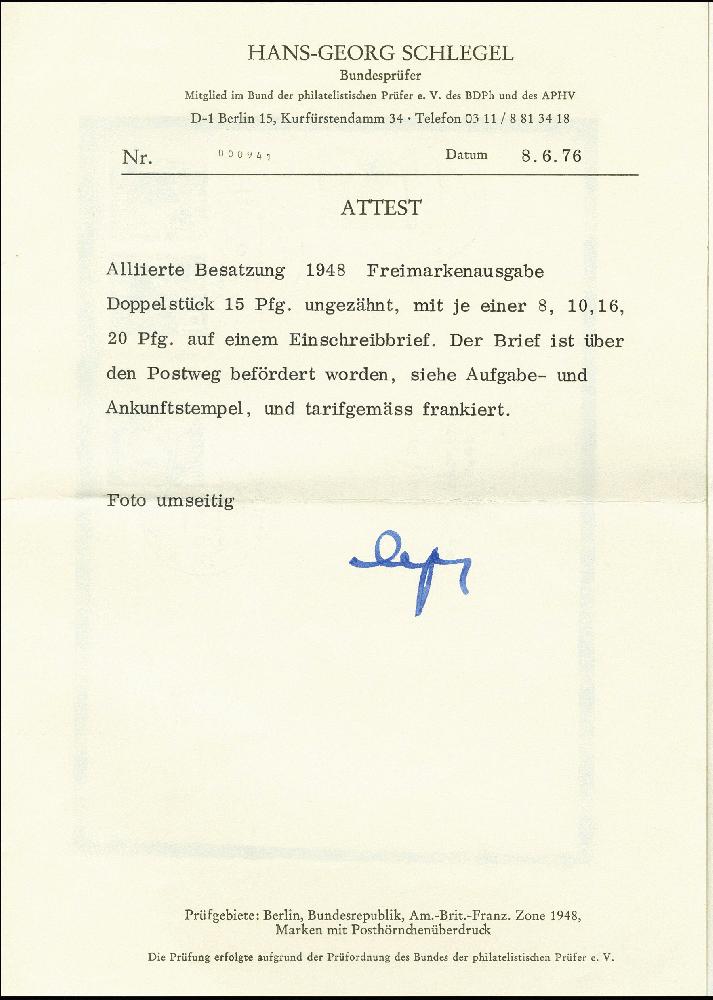 HANS-GEORG SCHLEGEL
Bundesprüfer
Mitglied im Bund der philatelistischen Prüfer e. V. des BDPh und des APHV
D-1 Berlin 15, Kurfürstendamm 34 · Telefon 03 11 / 8 81 34 18
Nr. Datum 8.6.76
ATTEST
Alliierte Besatzung 1948 Freimarkenausgabe
Doppelstück 15 Pfg. ungezähnt, mit je einer 8, 10,16,
20 Pfg. auf einem Einschreibbrief. Der Brief ist über
den Postweg befördert worden, siehe Aufgabe- und
Ankunftstempel, und tarifgemäss frankiert.
Foto umseitig
Prüfgebiete: Berlin, Bundesrepublik, Am.-Brit.-Franz. Zone 1948,
Marken mit Posthörnchenüberdruck
Die Prüfung erfolgte aufgrund der Prüfordnung des Bundes der philatelistischen Prüfer e. V.